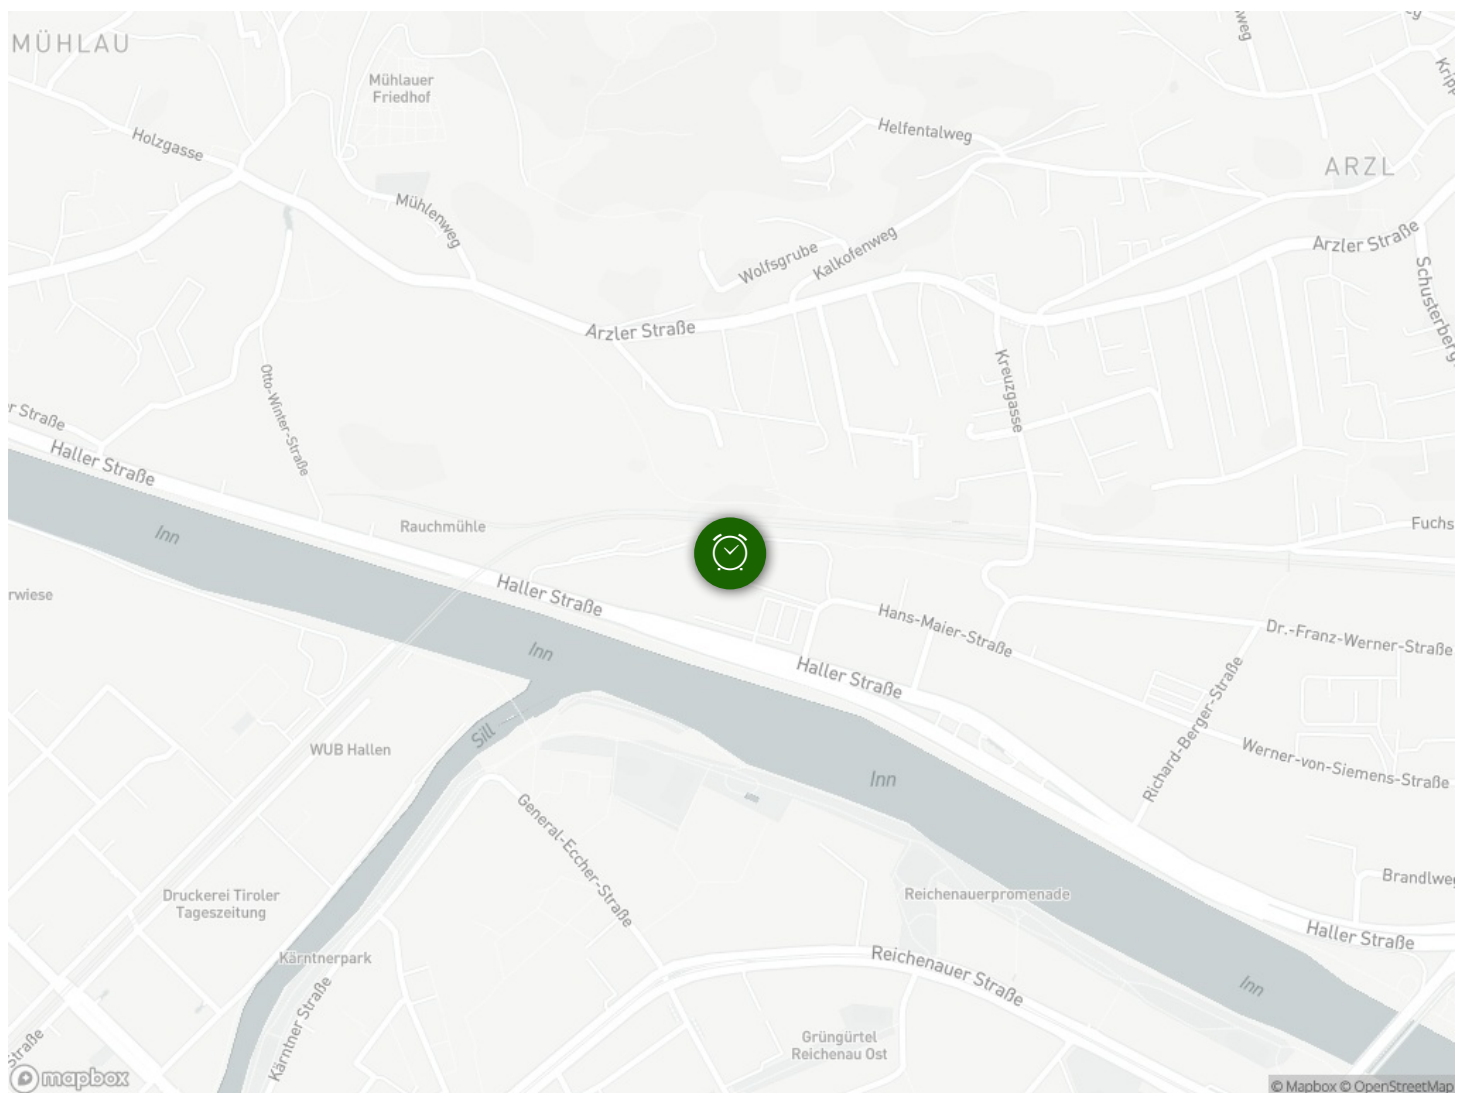 MÜHLAU
Mühlauer
Friedhof
Holzgasse
Helfentalweg
ARZL
Mühlenweg
Wolfsgrube
Kalkofenweg
Arzler Straße
Arzler Straße
Schusterberg
Kreuzgasse
Otto-Winter-Straße
r Straße
Haller Straße
Inn
Rauchmühle
Fuchs
rwiese
Haller Straße
Hans-Maier-Straße
Dr.-Franz-Werner-Straße
Inn
Haller Straße
Richard-Berger-Straße
Sill
WUB Hallen
Inn
Werner-von-Siemens-Straße
General-Eccher-Straße
Druckerei Tiroler
Tageszeitung
Reichenauerpromenade
Brandlweg
Haller Straße
Kärntnerpark
Reichenauer Straße
Inn
Kärntner Straße
Grüngürtel
Reichenau Ost
straße
mapbox
© Mapbox © OpenStreetMap